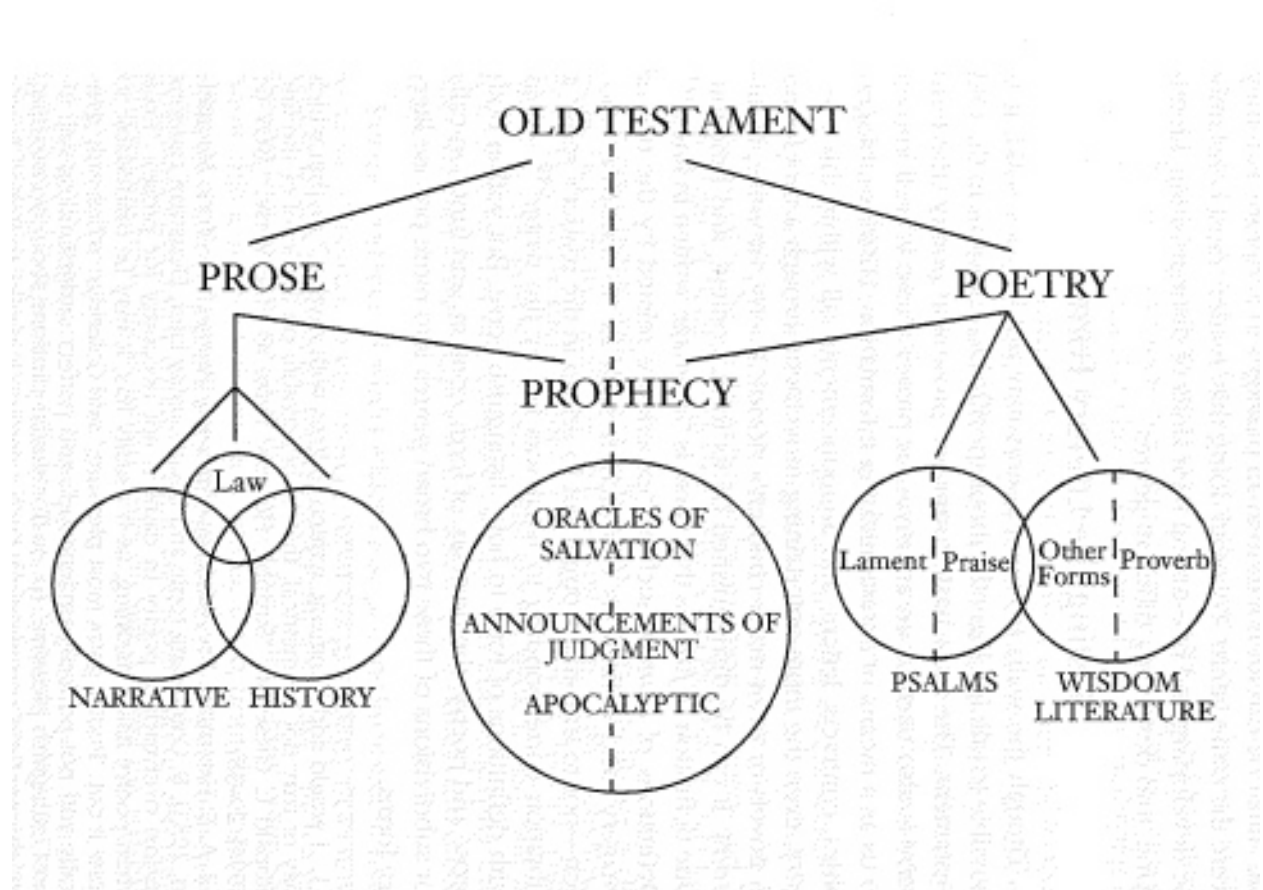 OLD TESTAMENT
PROSE
POETRY
PROPHECY
Law
NARRATIVE
HISTORY
ORACLES OF
SALVATION
ANNOUNCEMENTS OF
JUDGMENT
APOCALYPTIC
Lament
Praise
Other
Forms
Proverb
PSALMS
WISDOM
LITERATURE